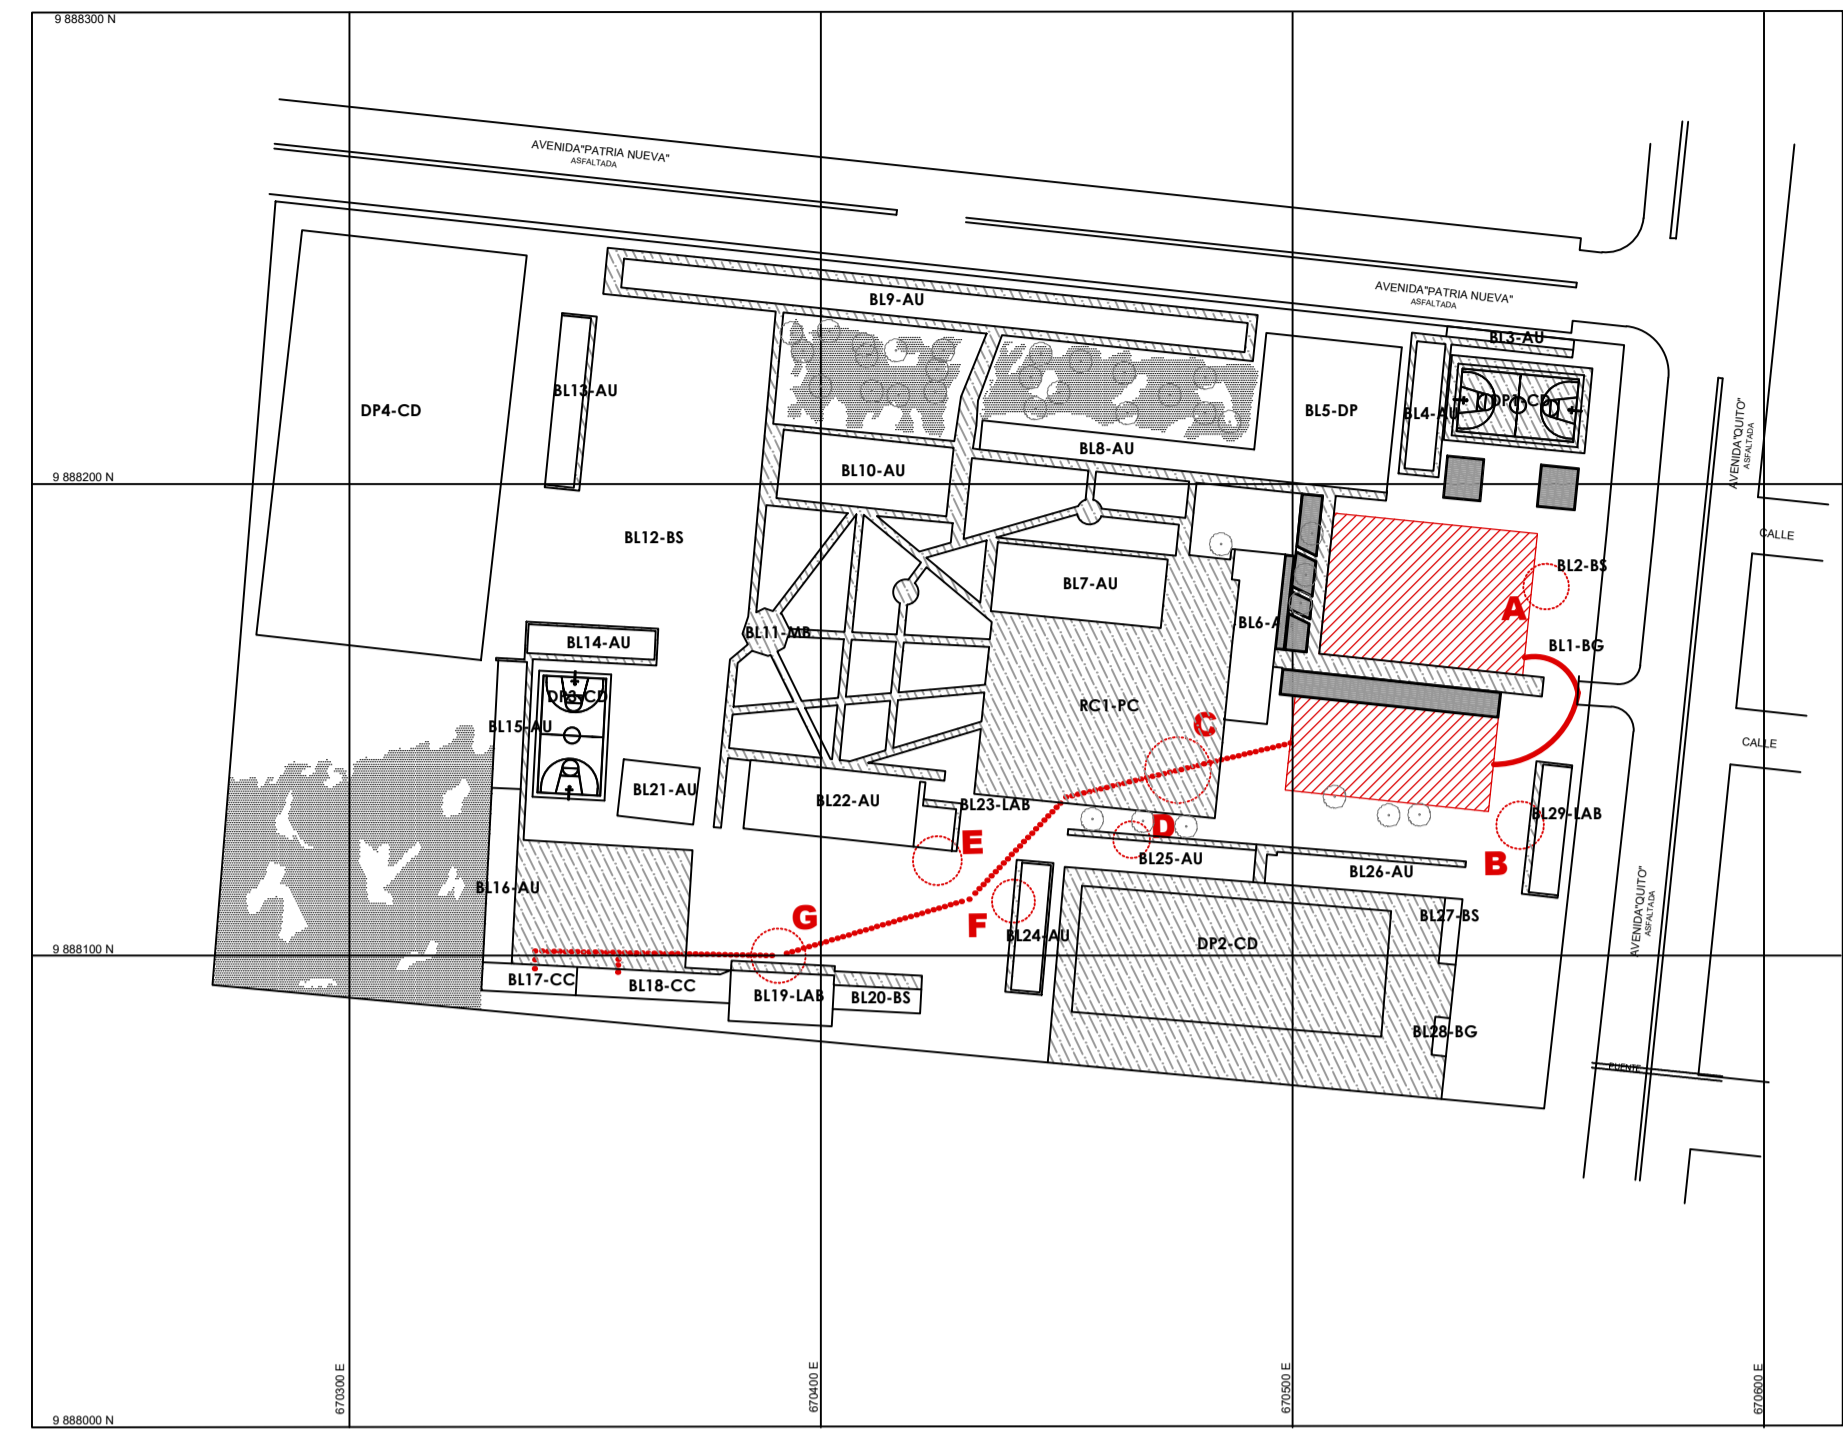 9 888300 N
AVENIDA"PATRIA NUEVA"
ASFALTADA
AVENIDA"PATRIA NUEVA"
ASFALTADA
BL9-AU
BL3-AU
BL13-AU
DP4-CD
BL5-DP
BL4-AU
DP1-CD
AVENIDA"QUITO"
ASFALTADA
BL8-AU
BL10-AU
9 888200 N
CALLE
BL12-BS
BL2-BS
BL7-AU
A
BL6-A
BL11-MB
BL14-AU
BL1-BG
DP3-CD
RC1-PC
C
BL15-AU
CALLE
BL21-AU
BL22-AU
BL23-LAB
BL29-LAB
D
E
BL25-AU
B
BL26-AU
BL16-AU
G
F
BL27-BS
AVENIDA"QUITO"
ASFALTADA
BL24-AU
DP2-CD
9 888100 N
BL17-CC
BL18-CC
BL19-LAB
BL20-BS
BL28-BG
PUENTE
670300 E
670400 E
670500 E
670600 E
9 888000 N